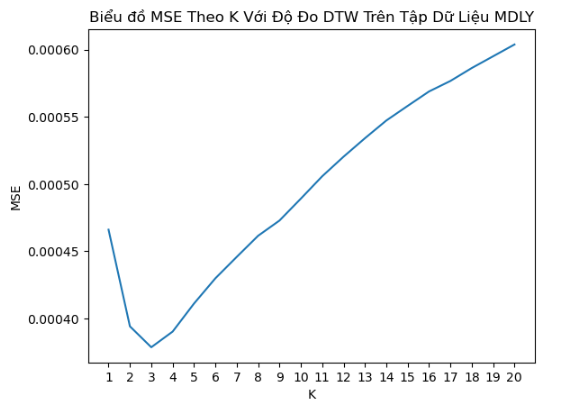 Biểu đồ MSE Theo K Với Độ Đo DTW Trên Tập Dữ Liệu MDLY
0.00060
0.00055
0.00050
0.00045
0.00040
MSE
1 2 3 4 5 6 7 8 9 10 11 12 13 14 15 16 17 18 19 20
K